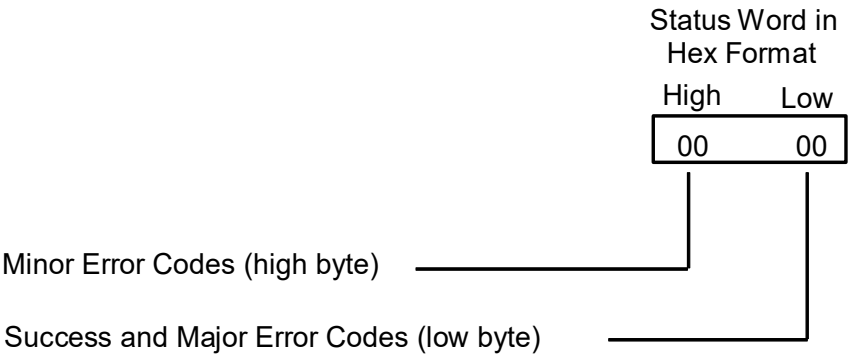 Status Word in
Hex Format
High Low
00 00
Minor Error Codes (high byte)
Success and Major Error Codes (low byte)